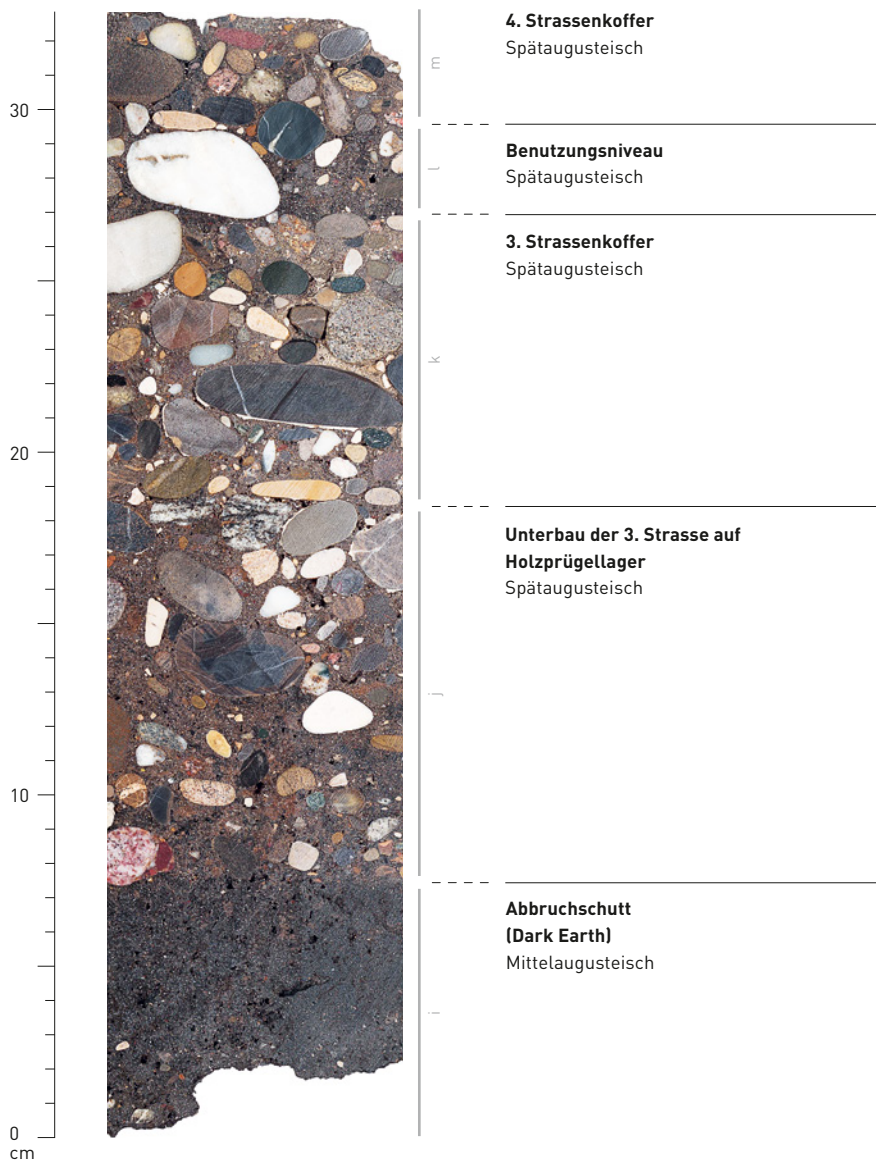 4. Strassenkoffer
Spätaugusteisch
m
30
Benutzungsniveau
Spätaugusteisch
l
3. Strassenkoffer
Spätaugusteisch
k
20
Unterbau der 3. Strasse auf
Holzprügellager
Spätaugusteisch
j
10
Abbruchschutt
(Dark Earth)
Mittelaugusteisch
i
0
cm